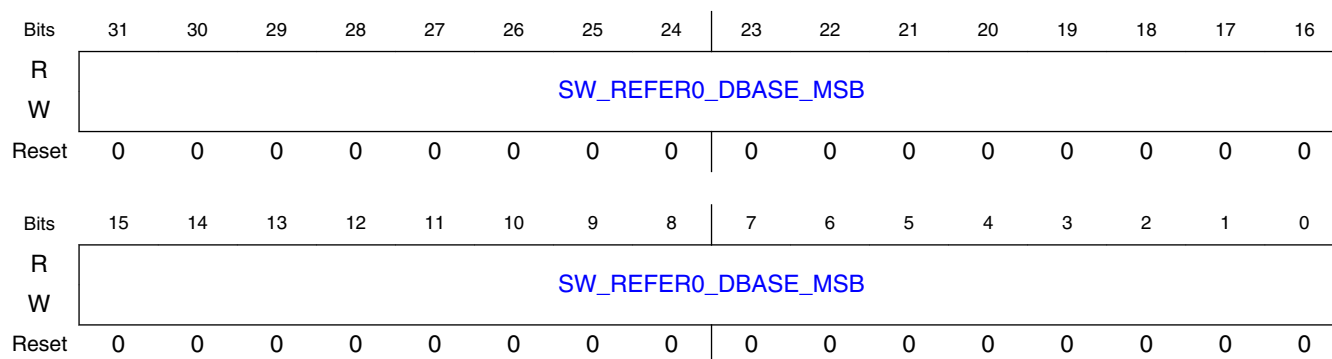 Bits 31 30 29 28 27 26 25 24 23 22 21 20 19 18 17 16
R
SW_REFER0_DBASE_MSB
W
Reset 0 0 0 0 0 0 0 0 0 0 0 0 0 0 0 0
Bits 15 14 13 12 11 10 9 8 7 6 5 4 3 2 1 0
R
SW_REFER0_DBASE_MSB
W
Reset 0 0 0 0 0 0 0 0 0 0 0 0 0 0 0 0